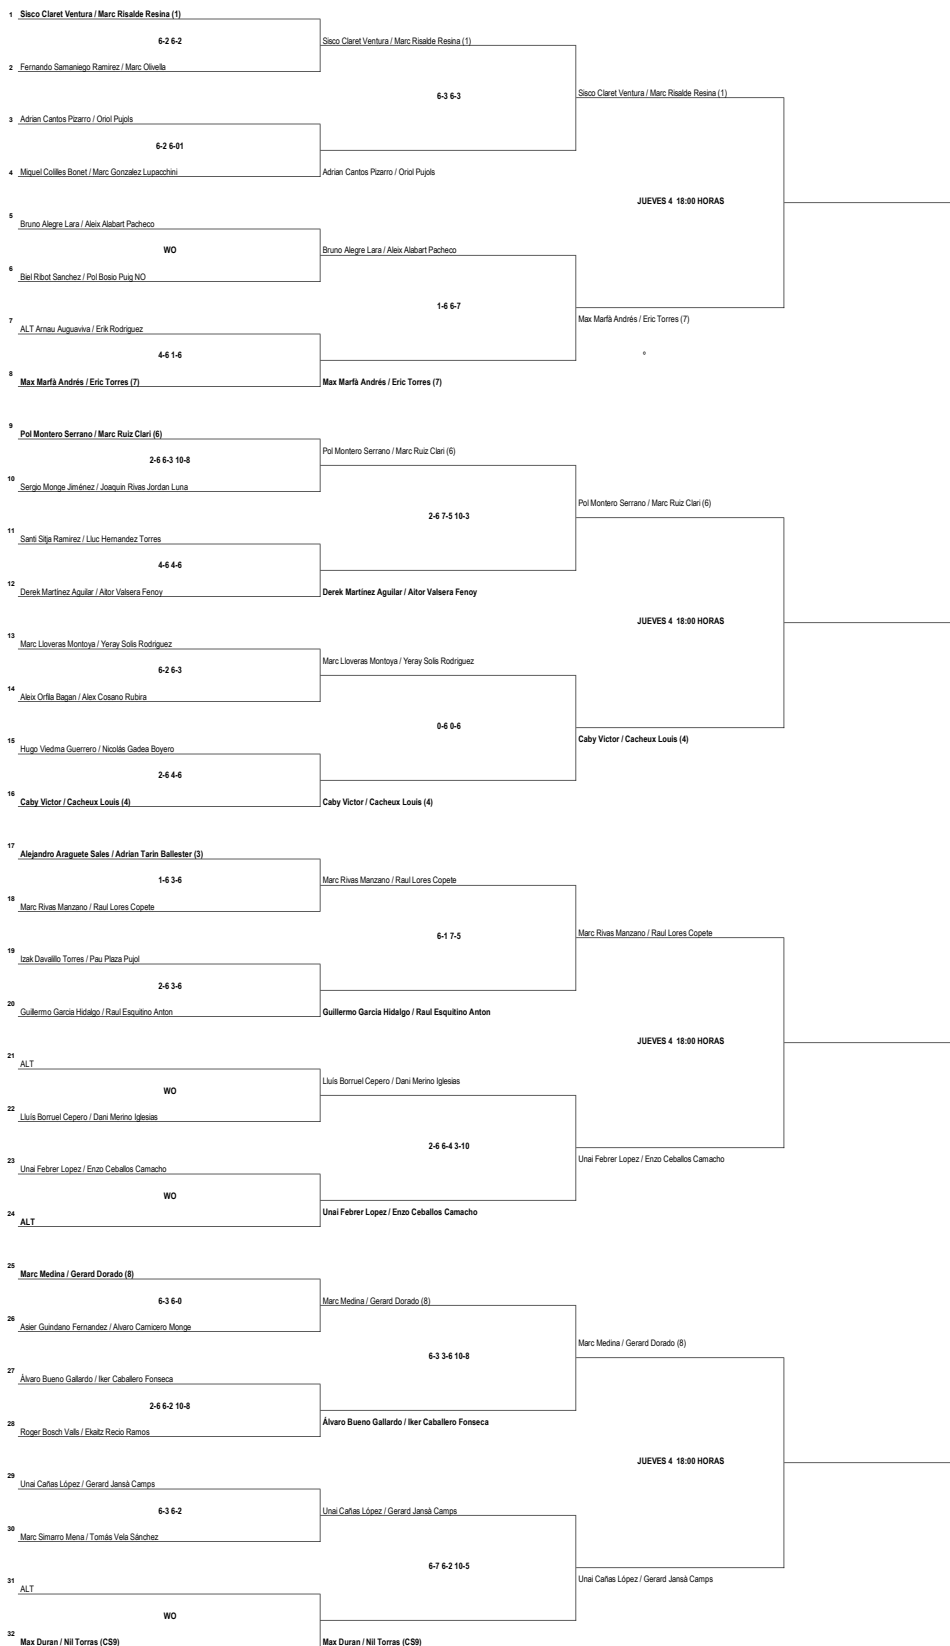 1 Sisco Claret Ventura / Marc Risalde Resina (1)
6-2 6-2
Sisco Claret Ventura / Marc Risalde Resina (1)
2 Fernando Samaniego Ramirez / Marc Olivella
6-3 6-3
Sisco Claret Ventura / Marc Risalde Resina (1)
3 Adrian Cantos Pizarro / Oriol Pujols
6-2 6-01
4 Miquel Colilles Bonet / Marc Gonzalez Lupacchini
Adrian Cantos Pizarro / Oriol Pujols
JUEVES 4 18:00 HORAS
5 Bruno Alegre Lara / Aleix Alabart Pacheco
WO
Bruno Alegre Lara / Aleix Alabart Pacheco
6 Biel Ribot Sanchez / Pol Bosio Puig NO
1-6 6-7
Max Marfà Andrés / Eric Torres (7)
7 ALT Arnau Auguaviva / Erik Rodriguez
4-6 1-6
8 Max Marfà Andrés / Eric Torres (7)
Max Marfà Andrés / Eric Torres (7)
9 Pol Montero Serrano / Marc Ruiz Clari (6)
2-6 6-3 10-8
Pol Montero Serrano / Marc Ruiz Clari (6)
10 Sergio Monge Jiménez / Joaquin Rivas Jordan Luna
2-6 7-5 10-3
Pol Montero Serrano / Marc Ruiz Clari (6)
11 Santi Sitja Ramirez / Lluc Hernandez Torres
4-6 4-6
12 Derek Martínez Aguilar / Aitor Valsera Fenoy
Derek Martínez Aguilar / Aitor Valsera Fenoy
JUEVES 4 18:00 HORAS
13 Marc Lloveras Montoya / Yeray Solis Rodriguez
6-2 6-3
Marc Lloveras Montoya / Yeray Solis Rodriguez
14 Aleix Orfila Bagan / Alex Cosano Rubira
0-6 0-6
Caby Victor / Cacheux Louis (4)
15 Hugo Viedma Guerrero / Nicolás Gadea Boyero
2-6 4-6
16 Caby Victor / Cacheux Louis (4)
Caby Victor / Cacheux Louis (4)
17 Alejandro Araguete Sales / Adrian Tarin Ballester (3)
1-6 3-6
Marc Rivas Manzano / Raul Lores Copete
18 Marc Rivas Manzano / Raul Lores Copete
6-1 7-5
Marc Rivas Manzano / Raul Lores Copete
19 Izak Davalillo Torres / Pau Plaza Pujol
2-6 3-6
20 Guillermo Garcia Hidalgo / Raul Esquitino Anton
Guillermo Garcia Hidalgo / Raul Esquitino Anton
JUEVES 4 18:00 HORAS
21 ALT
WO
Lluís Borruel Cepero / Dani Merino Iglesias
22 Lluís Borruel Cepero / Dani Merino Iglesias
2-6 6-4 3-10
Unai Febrer Lopez / Enzo Ceballos Camacho
23 Unai Febrer Lopez / Enzo Ceballos Camacho
WO
24 ALT
Unai Febrer Lopez / Enzo Ceballos Camacho
25 Marc Medina / Gerard Dorado (8)
6-3 6-0
Marc Medina / Gerard Dorado (8)
26 Asier Guindano Fernandez / Alvaro Carnicero Monge
6-3 3-6 10-8
Marc Medina / Gerard Dorado (8)
27 Álvaro Bueno Gallardo / Iker Caballero Fonseca
2-6 6-2 10-8
28 Roger Bosch Valls / Ekaitz Recio Ramos
Álvaro Bueno Gallardo / Iker Caballero Fonseca
JUEVES 4 18:00 HORAS
29 Unai Cañas López / Gerard Jansà Camps
6-3 6-2
Unai Cañas López / Gerard Jansà Camps
30 Marc Simarro Mena / Tomás Vela Sánchez
6-7 6-2 10-5
Unai Cañas López / Gerard Jansà Camps
31 ALT
WO
32 Max Duran / Nil Torras (CS9)
Max Duran / Nil Torras (CS9)